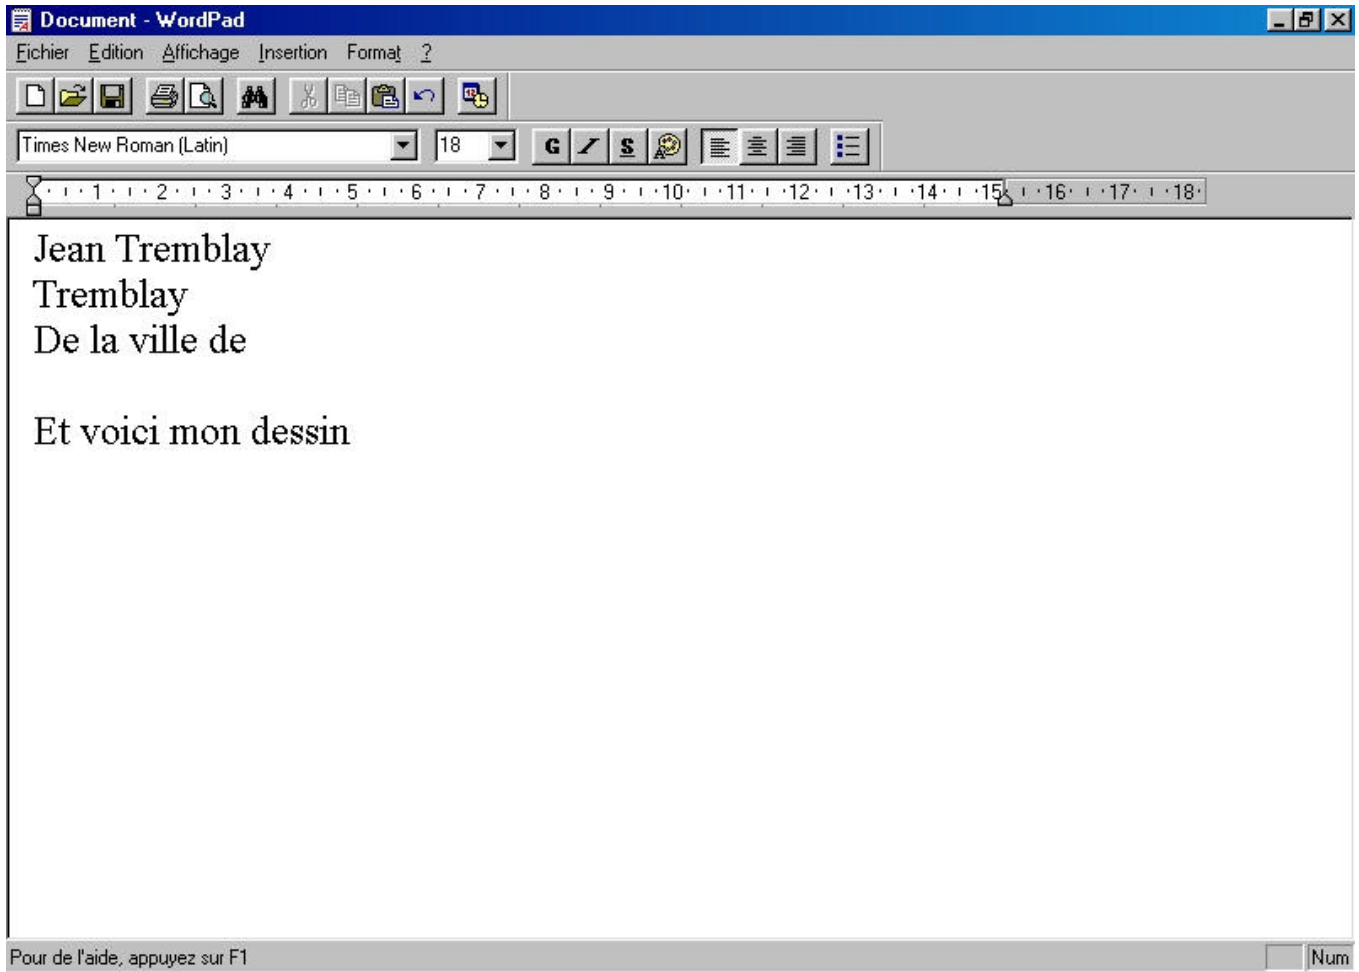 Document - WordPad
Fichier Edition Affichage Insertion Format ?
Times New Roman (Latin) 18 G I S
1 2 3 4 5 6 7 8 9 10 11 12 13 14 15 16 17 18
Jean Tremblay
Tremblay
De la ville de
Et voici mon dessin
Pour de l'aide, appuyez sur F1 Num